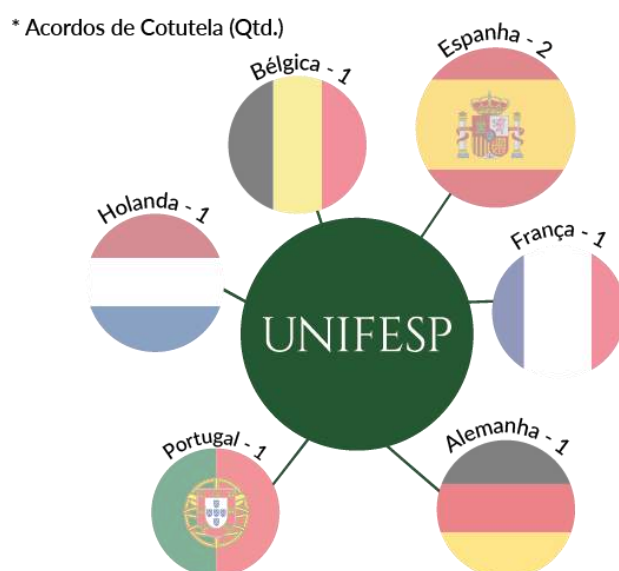 * Acordos de Cotutela (Qtd.)
Bélgica - 1
Espanha - 2
Holanda - 1
França - 1
UNIFESP
Portugal - 1
Alemanha - 1